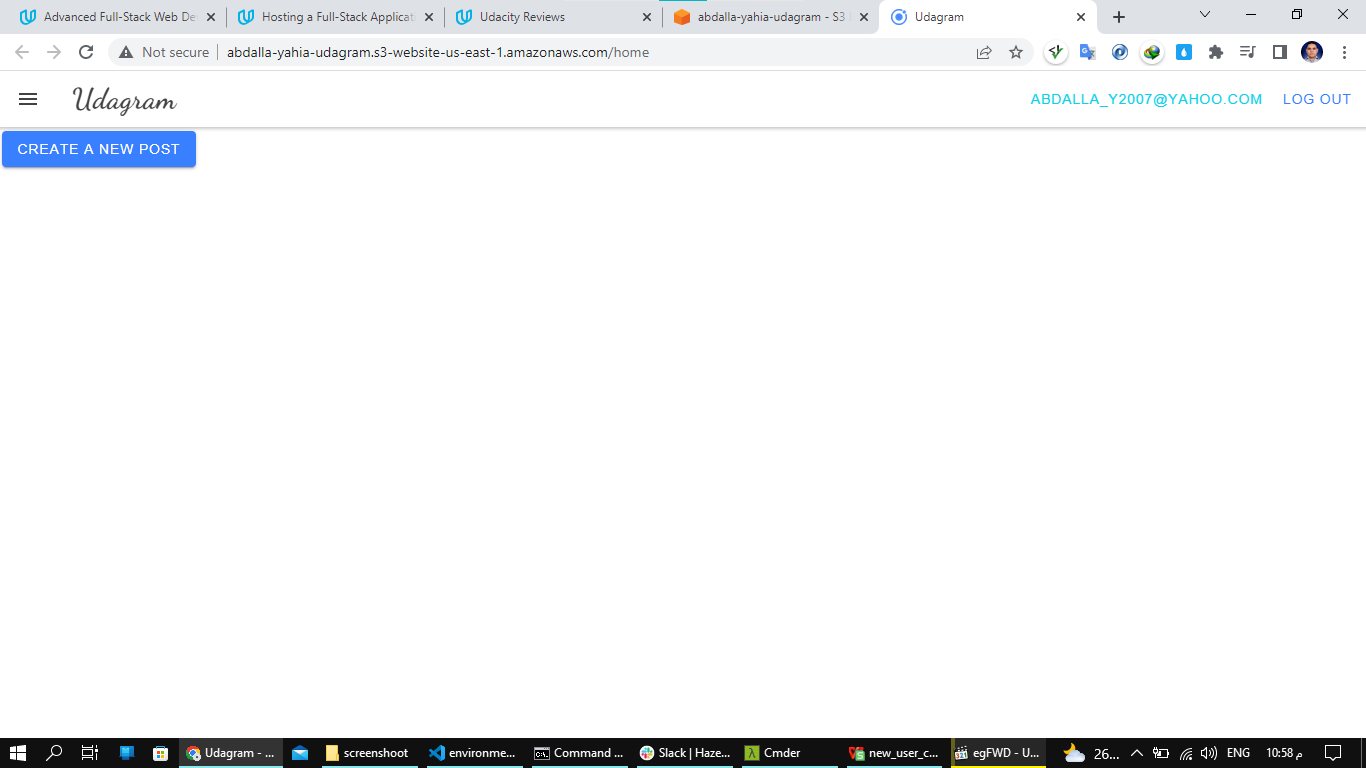 Advanced Full-Stack Web De
Hosting a Full-Stack Applicat
Udacity Reviews
abdalla-yahia-udagram - S3
Udagram
Not secure
abdalla-yahia-udagram.s3-website-us-east-1.amazonaws.com/home
Udagram
ABDALLA_Y2007@YAHOO.COM
LOG OUT
CREATE A NEW POST
Udagram - ...
screenshoot
environme...
Command ...
Slack | Haze...
Cmder
new_user_c...
egFWD - U...
26...
ENG
10:58 م